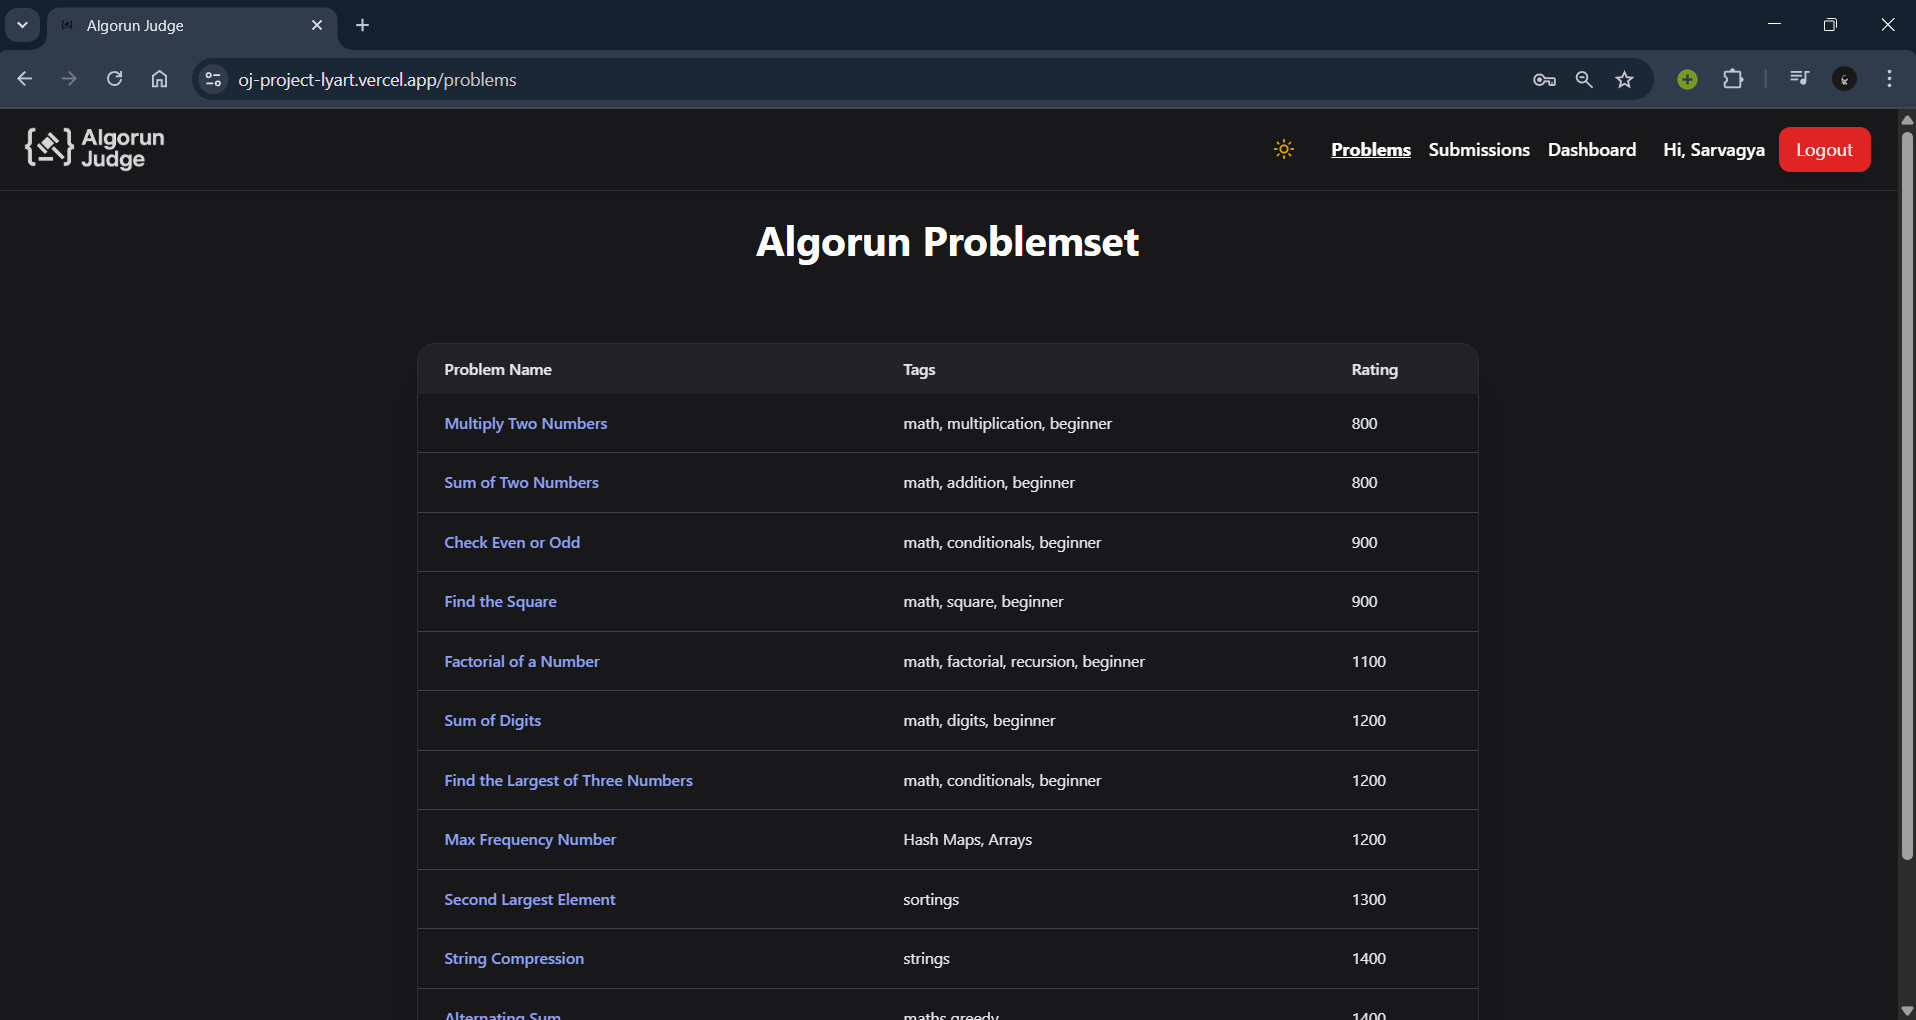 Algorun Judge
oj-project-lyart.vercel.app/problems
Algorun
Judge
Problems Submissions Dashboard Hi, Sarvagya Logout
Algorun Problemset
Problem Name Tags Rating
Multiply Two Numbers math, multiplication, beginner 800
Sum of Two Numbers math, addition, beginner 800
Check Even or Odd math, conditionals, beginner 900
Find the Square math, square, beginner 900
Factorial of a Number math, factorial, recursion, beginner 1100
Sum of Digits math, digits, beginner 1200
Find the Largest of Three Numbers math, conditionals, beginner 1200
Max Frequency Number Hash Maps, Arrays 1200
Second Largest Element sortings 1300
String Compression strings 1400
Alternating Sum maths greedy 1400